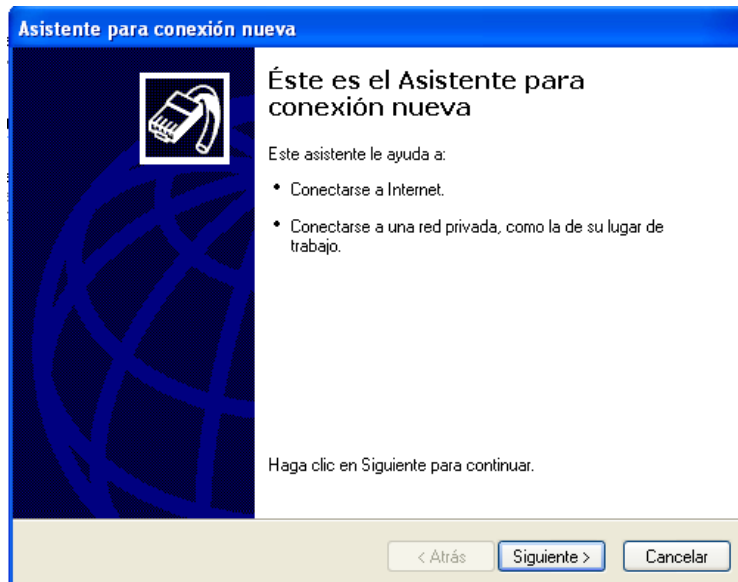 Asistente para conexión nueva
Éste es el Asistente para
conexión nueva
Este asistente le ayuda a:
• Conectarse a Internet.
• Conectarse a una red privada, como la de su lugar de
trabajo.
Haga clic en Siguiente para continuar.
< Atrás Siguiente > Cancelar